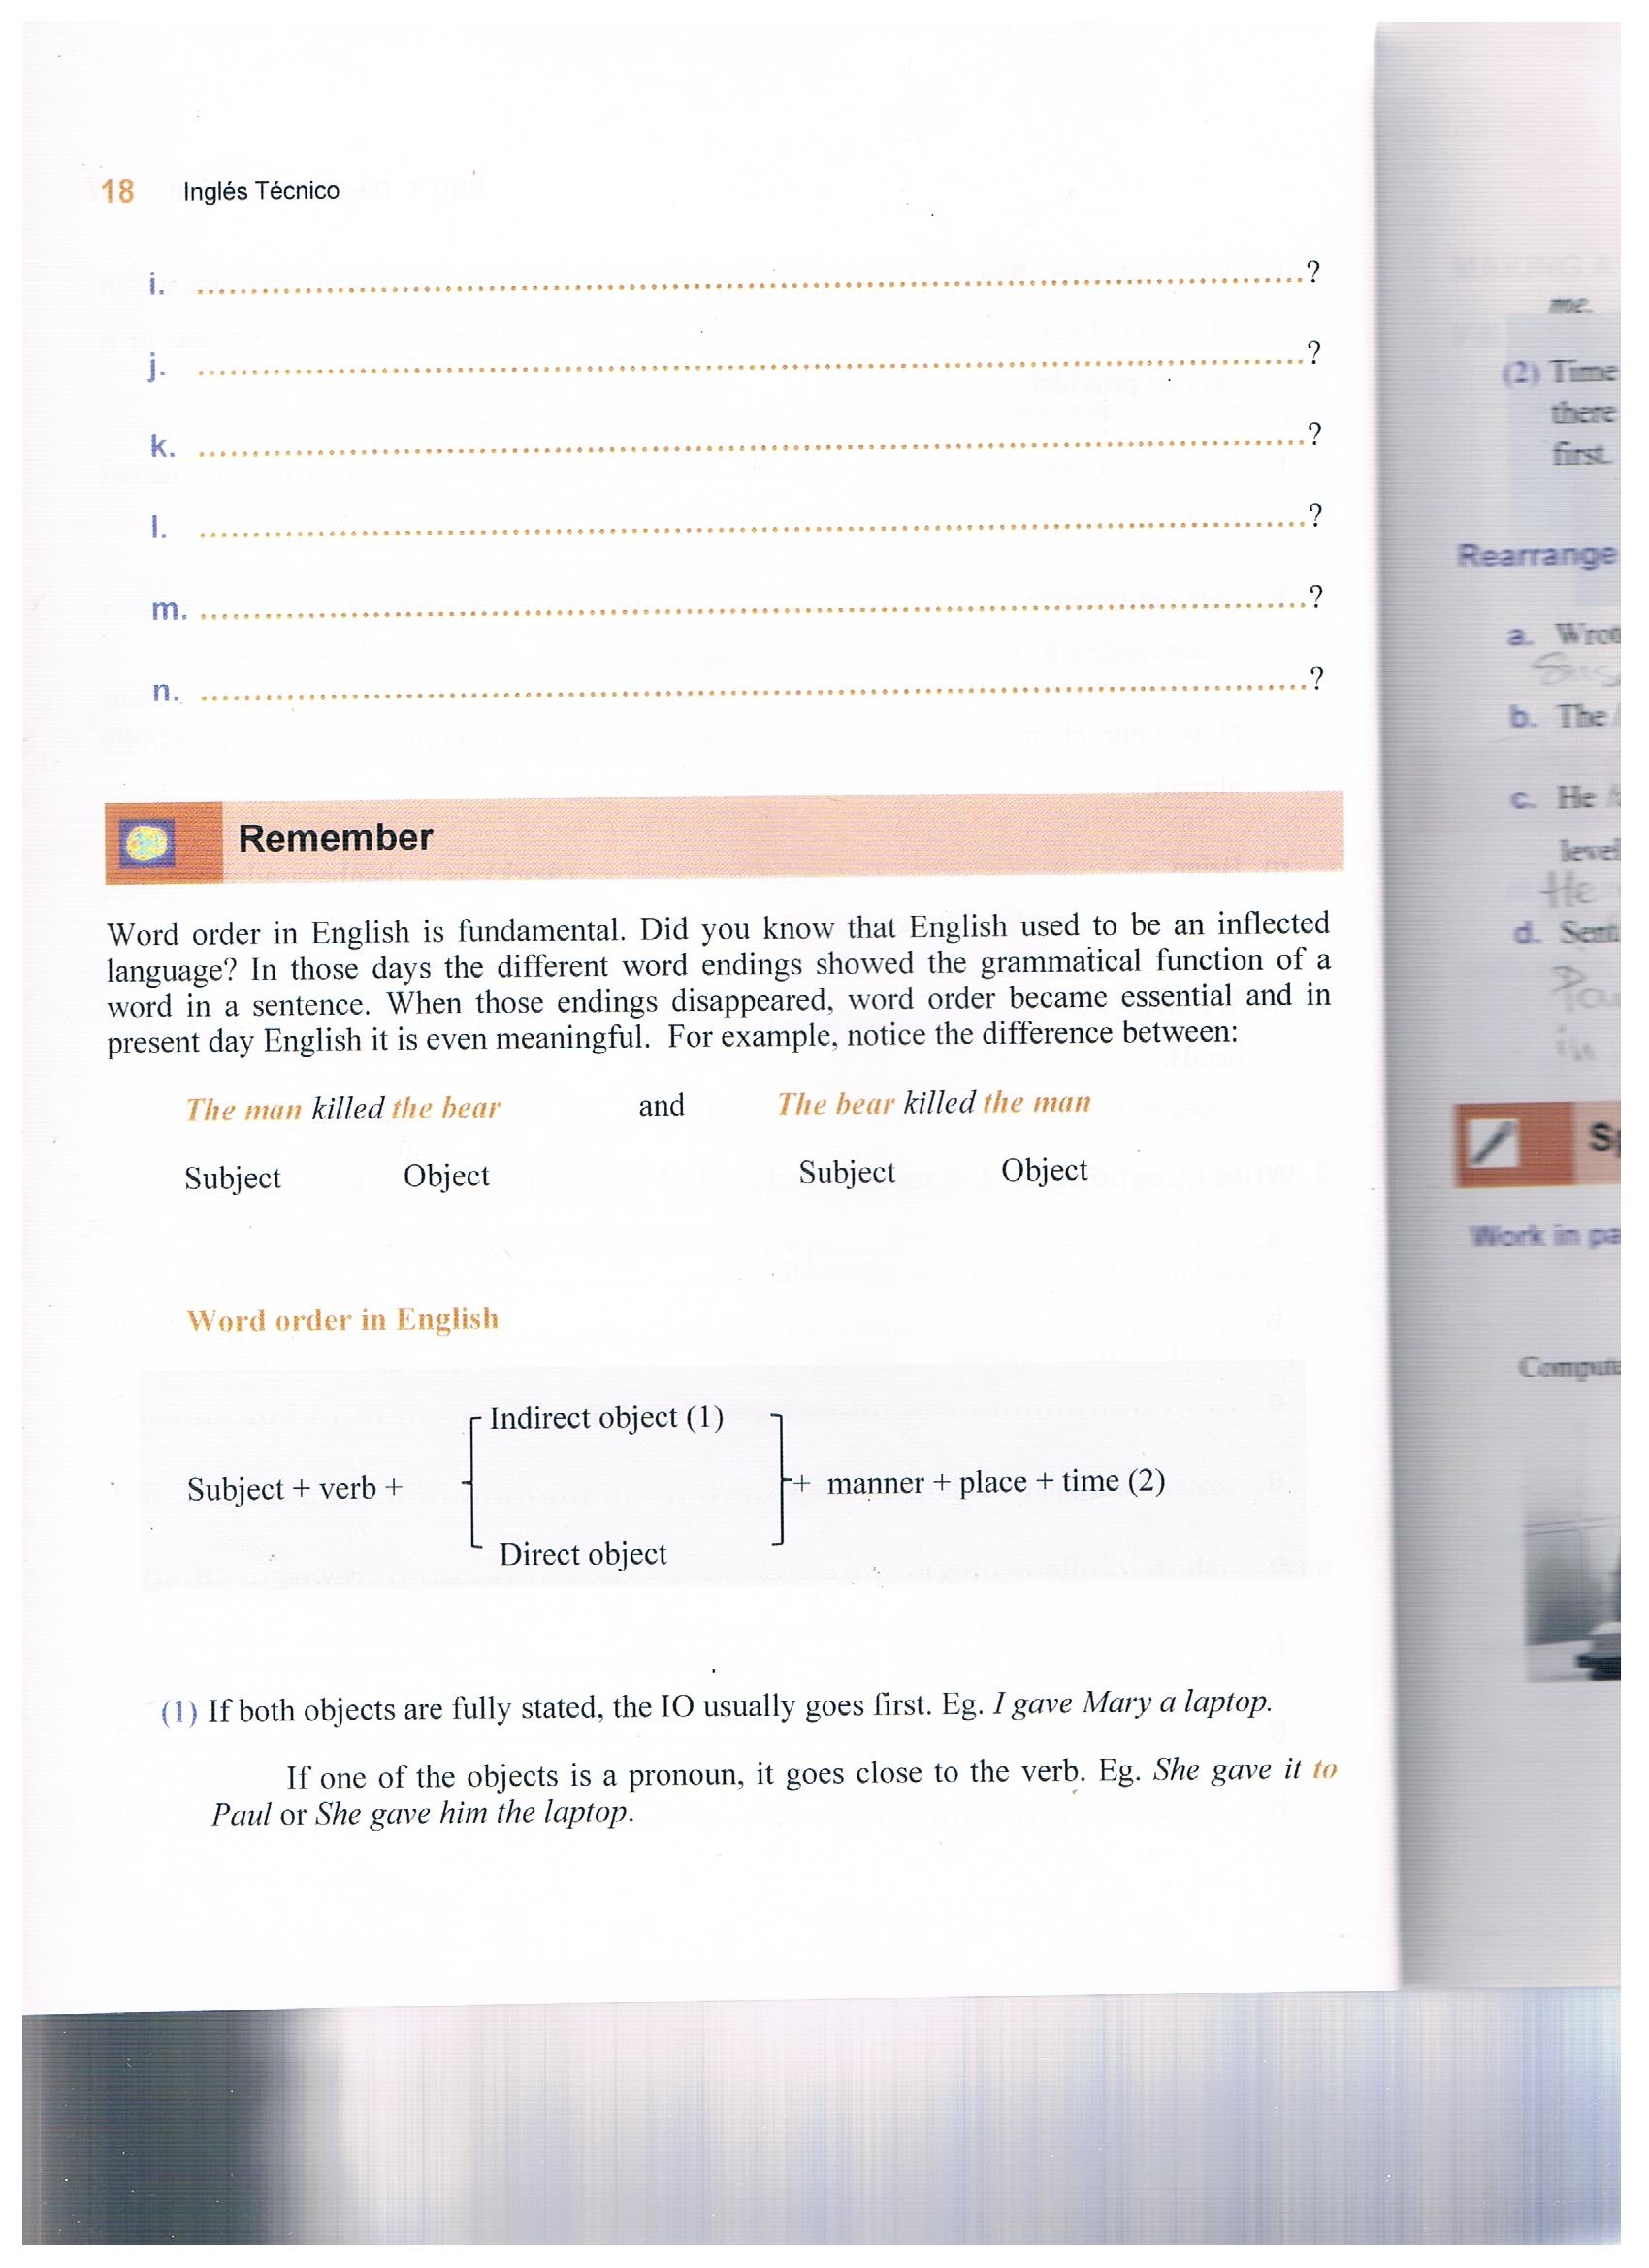 18 Inglés Técnico
i. ?
j. ?
k. ?
l. ?
m. ?
n. ?
Remember
Word order in English is fundamental. Did you know that English used to be an inflected
language? In those days the different word endings showed the grammatical function of a
word in a sentence. When those endings disappeared, word order became essential and in
present day English it is even meaningful. For example, notice the difference between:
The man killed the bear and The bear killed the man
Subject Object Subject Object
Word order in English
Indirect object (1)
Subject + verb + + manner + place + time (2)
Direct object
(1) If both objects are fully stated, the IO usually goes first. Eg. I gave Mary a laptop.
If one of the objects is a pronoun, it goes close to the verb. Eg. She gave it to
Paul or She gave him the laptop.
me.
(2) Time
there
first.
Rearrange
a.
b. The
c. He
level
He
d.
in
Work in